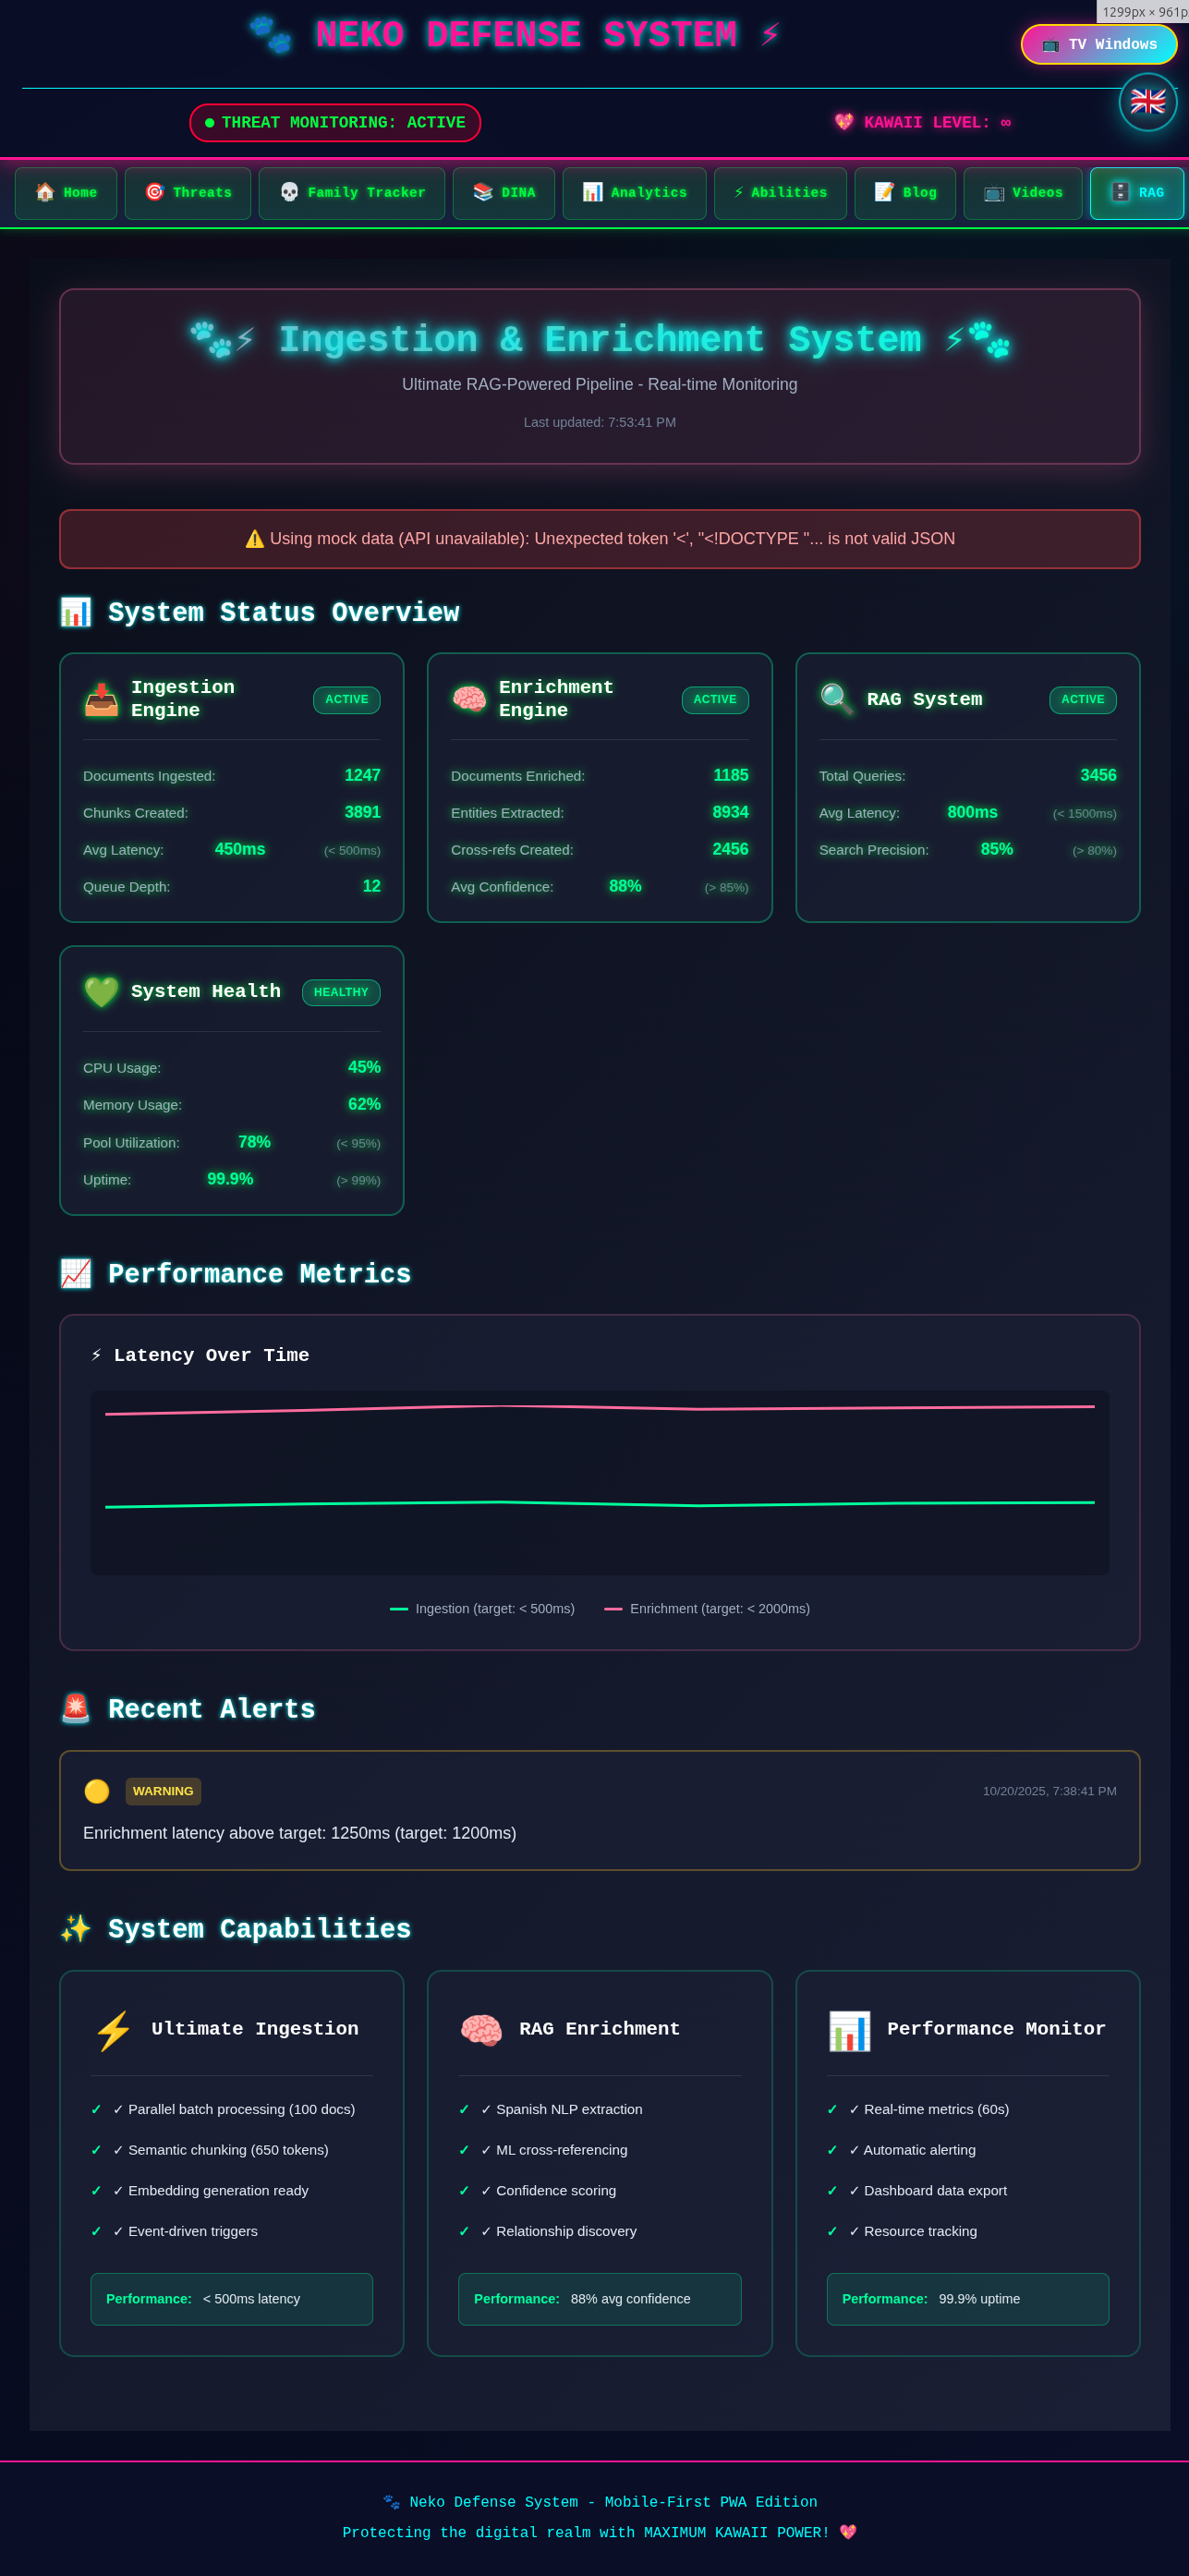 1299px × 961p
🐾 NEKO DEFENSE SYSTEM ⚡
📺 TV Windows
THREAT MONITORING: ACTIVE
💖 KAWAII LEVEL: ∞
🏠 Home
🎯 Threats
💀 Family Tracker
📚 DINA
📊 Analytics
⚡ Abilities
📝 Blog
📺 Videos
🗄️ RAG
🐾⚡ Ingestion & Enrichment System ⚡🐾
Ultimate RAG-Powered Pipeline - Real-time Monitoring
Last updated: 7:53:41 PM
⚠️ Using mock data (API unavailable): Unexpected token '<', "<!DOCTYPE "... is not valid JSON
📊 System Status Overview
📥 Ingestion
Engine
ACTIVE
Documents Ingested: 1247
Chunks Created: 3891
Avg Latency: 450ms (< 500ms)
Queue Depth: 12
🧠 Enrichment
Engine
ACTIVE
Documents Enriched: 1185
Entities Extracted: 8934
Cross-refs Created: 2456
Avg Confidence: 88% (> 85%)
🔍 RAG System
ACTIVE
Total Queries: 3456
Avg Latency: 800ms (< 1500ms)
Search Precision: 85% (> 80%)
💚 System Health
HEALTHY
CPU Usage: 45%
Memory Usage: 62%
Pool Utilization: 78% (< 95%)
Uptime: 99.9% (> 99%)
📈 Performance Metrics
⚡ Latency Over Time
Ingestion (target: < 500ms)
Enrichment (target: < 2000ms)
🚨 Recent Alerts
🟡 WARNING
10/20/2025, 7:38:41 PM
Enrichment latency above target: 1250ms (target: 1200ms)
✨ System Capabilities
⚡ Ultimate Ingestion
✓ ✓ Parallel batch processing (100 docs)
✓ ✓ Semantic chunking (650 tokens)
✓ ✓ Embedding generation ready
✓ ✓ Event-driven triggers
Performance: < 500ms latency
🧠 RAG Enrichment
✓ ✓ Spanish NLP extraction
✓ ✓ ML cross-referencing
✓ ✓ Confidence scoring
✓ ✓ Relationship discovery
Performance: 88% avg confidence
📊 Performance Monitor
✓ ✓ Real-time metrics (60s)
✓ ✓ Automatic alerting
✓ ✓ Dashboard data export
✓ ✓ Resource tracking
Performance: 99.9% uptime
🐾 Neko Defense System - Mobile-First PWA Edition
Protecting the digital realm with MAXIMUM KAWAII POWER! 💖